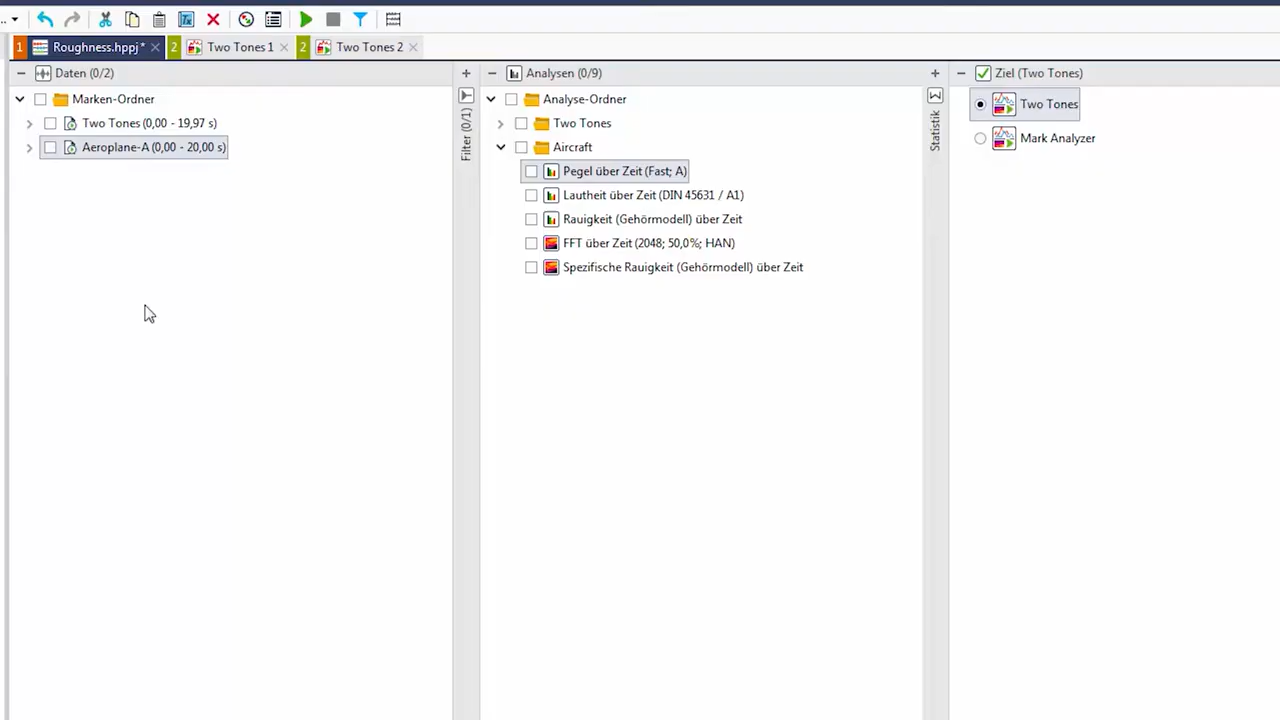 1 Roughness.hppj* 2 Two Tones 1 2 Two Tones 2
Daten (0/2)
Marken-Ordner
Two Tones (0,00 - 19,97 s)
Aeroplane-A (0,00 - 20,00 s)
Filter (0/1)
Analysen (0/9)
Analyse-Ordner
Two Tones
Aircraft
Pegel über Zeit (Fast; A)
Lautheit über Zeit (DIN 45631 / A1)
Rauigkeit (Gehörmodell) über Zeit
FFT über Zeit (2048; 50,0%; HAN)
Spezifische Rauigkeit (Gehörmodell) über Zeit
Statistik
Ziel (Two Tones)
Two Tones
Mark Analyzer